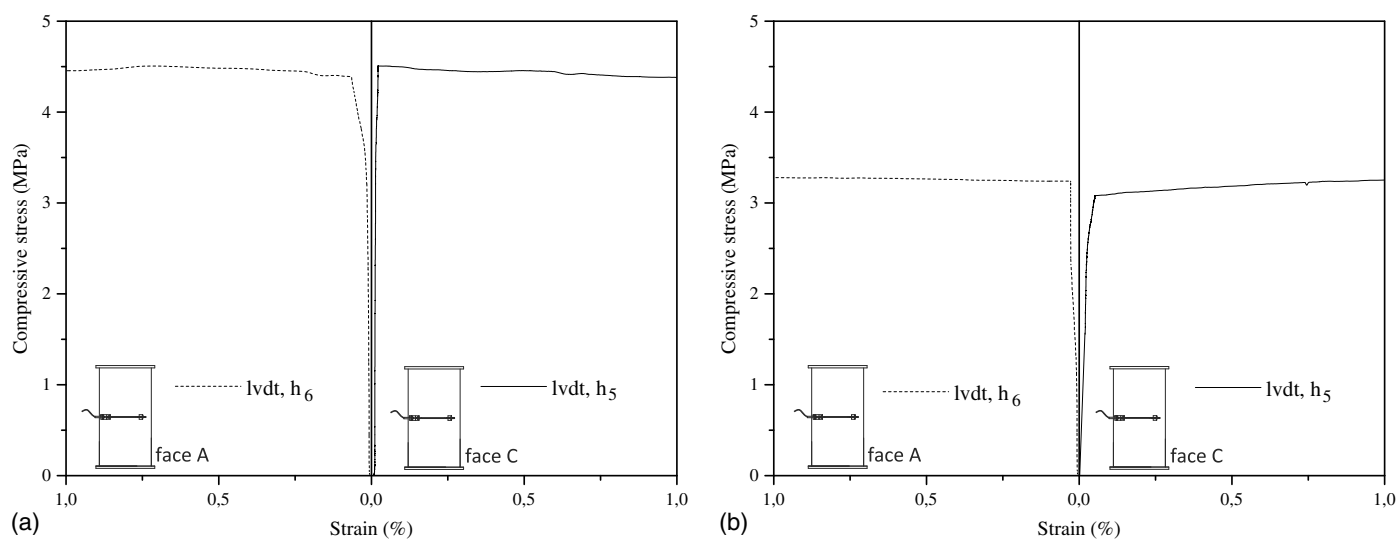 5
4
3
2
1
0
Compressive stress (MPa)
lvdt, h6
lvdt, h5
face A
face C
1,0
0,5
0,0
0,5
1,0
Strain (%)
(a)
5
4
3
2
1
0
Compressive stress (MPa)
lvdt, h6
lvdt, h5
face A
face C
1,0
0,5
0,0
0,5
1,0
Strain (%)
(b)